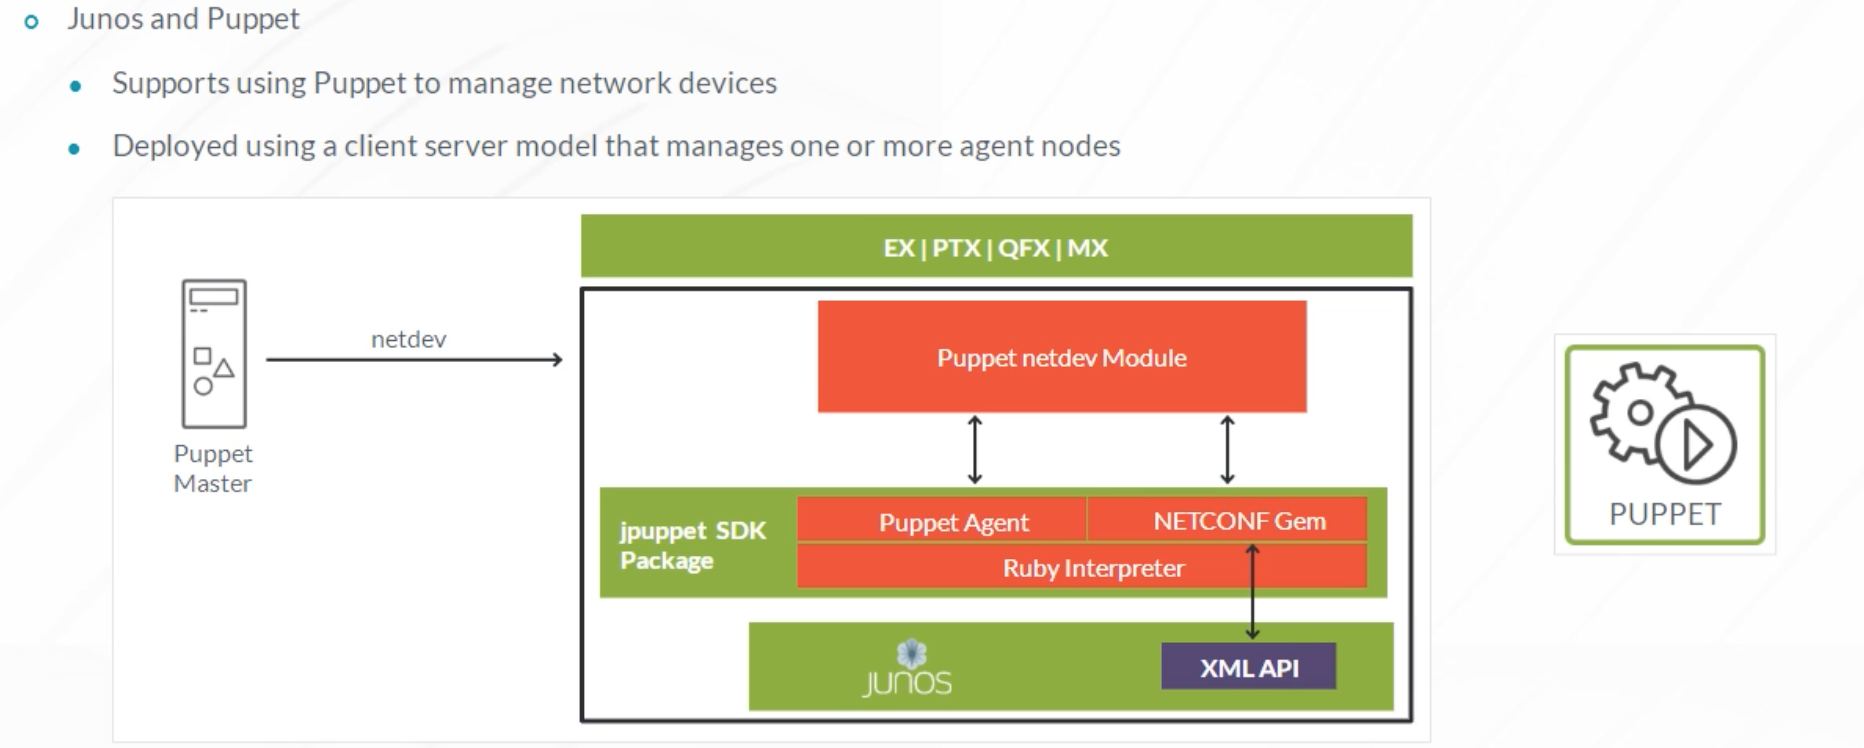 Junos and Puppet
Supports using Puppet to manage network devices
Deployed using a client server model that manages one or more agent nodes
EX | PTX | QFX | MX
netdev
Puppet netdev Module
Puppet
Master
jpuppet SDK
Package
Puppet Agent
NETCONF Gem
Ruby Interpreter
JUNOS
XML API
PUPPET